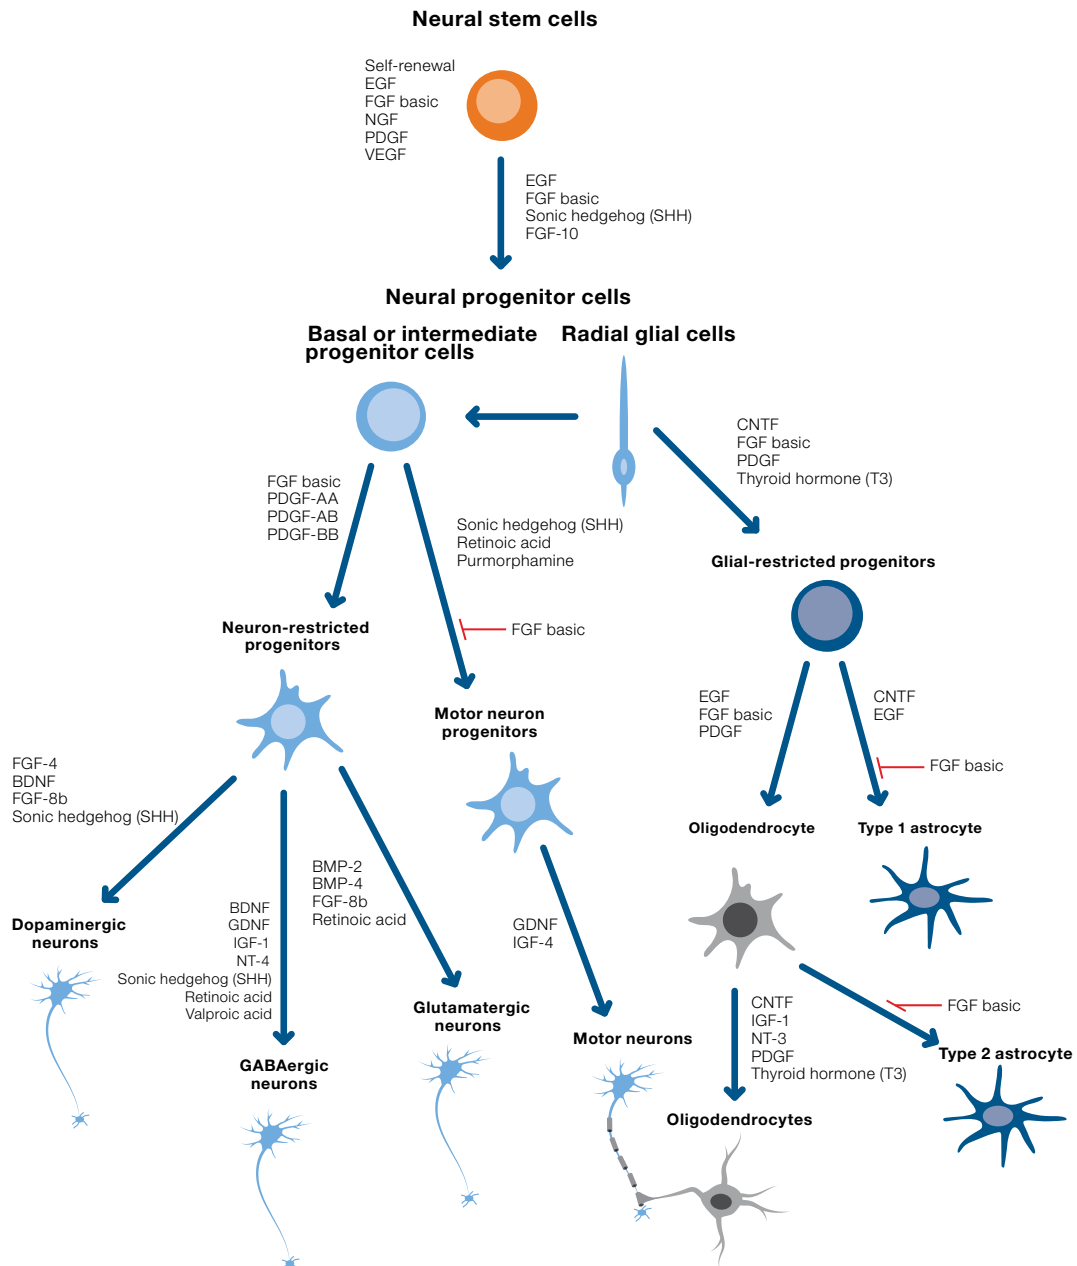 Neural stem cells
Self-renewal
EGF
FGF basic
NGF
PDGF
VEGF
EGF
FGF basic
Sonic hedgehog (SHH)
FGF-10
Neural progenitor cells
Basal or intermediate
progenitor cells
Radial glial cells
CNTF
FGF basic
PDGF
Thyroid hormone (T3)
FGF basic
PDGF-AA
PDGF-AB
PDGF-BB
Sonic hedgehog (SHH)
Retinoic acid
Purmorphamine
FGF basic
Glial-restricted progenitors
Neuron-restricted
progenitors
Motor neuron
progenitors
EGF
FGF basic
PDGF
CNTF
EGF
FGF basic
FGF-4
BDNF
FGF-8b
Sonic hedgehog (SHH)
Oligodendrocyte
Type 1 astrocyte
BMP-2
BMP-4
FGF-8b
Retinoic acid
BDNF
GDNF
IGF-1
NT-4
Sonic hedgehog (SHH)
Retinoic acid
Valproic acid
GDNF
IGF-4
Dopaminergic
neurons
Glutamatergic
neurons
GABAergic
neurons
Motor neurons
CNTF
IGF-1
NT-3
PDGF
Thyroid hormone (T3)
FGF basic
Type 2 astrocyte
Oligodendrocytes